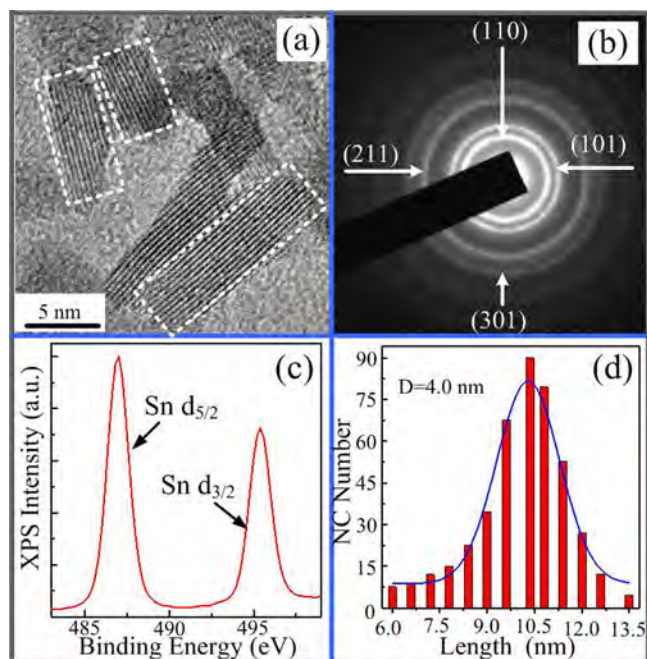 (a)
5 nm
(b)
(110)
(211)
(101)
(301)
(c)
XPS Intensity (a.u.)
Sn d5/2
Sn d3/2
485 490 495
Binding Energy (eV)
(d)
D=4.0 nm
NC Number
90
75
60
45
30
15
0
6.0 7.5 9.0 10.5 12.0 13.5
Length (nm)